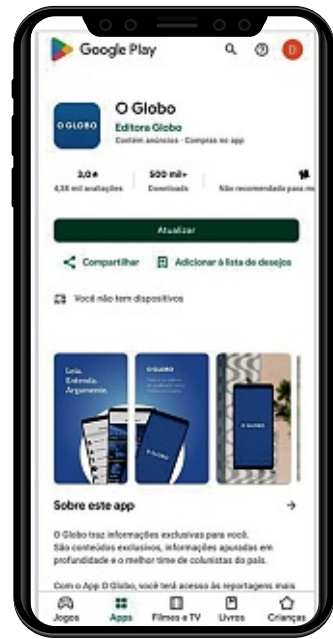 Google Play
D
O GLOBO
O Globo
Editora Globo
Contém anúncios · Compras no app
3,0★
4,38 mil avaliações
500 mil+
Downloads
Não recomendado para me
Atualizar
Compartilhar
Adicionar à lista de desejos
Você não tem dispositivos
Leia.
Entenda.
Argumente.
O GLOBO
O GLOBO
O GLOBO
Sobre este app
O Globo traz informações exclusivas para você.
São conteúdos exclusivos, informações apuradas em
profundidade e o melhor time de colunistas do país.
Com o App O Globo, você terá acesso às reportagens mais
Jogos
Apps
Filmes e TV
Livros
Crianças